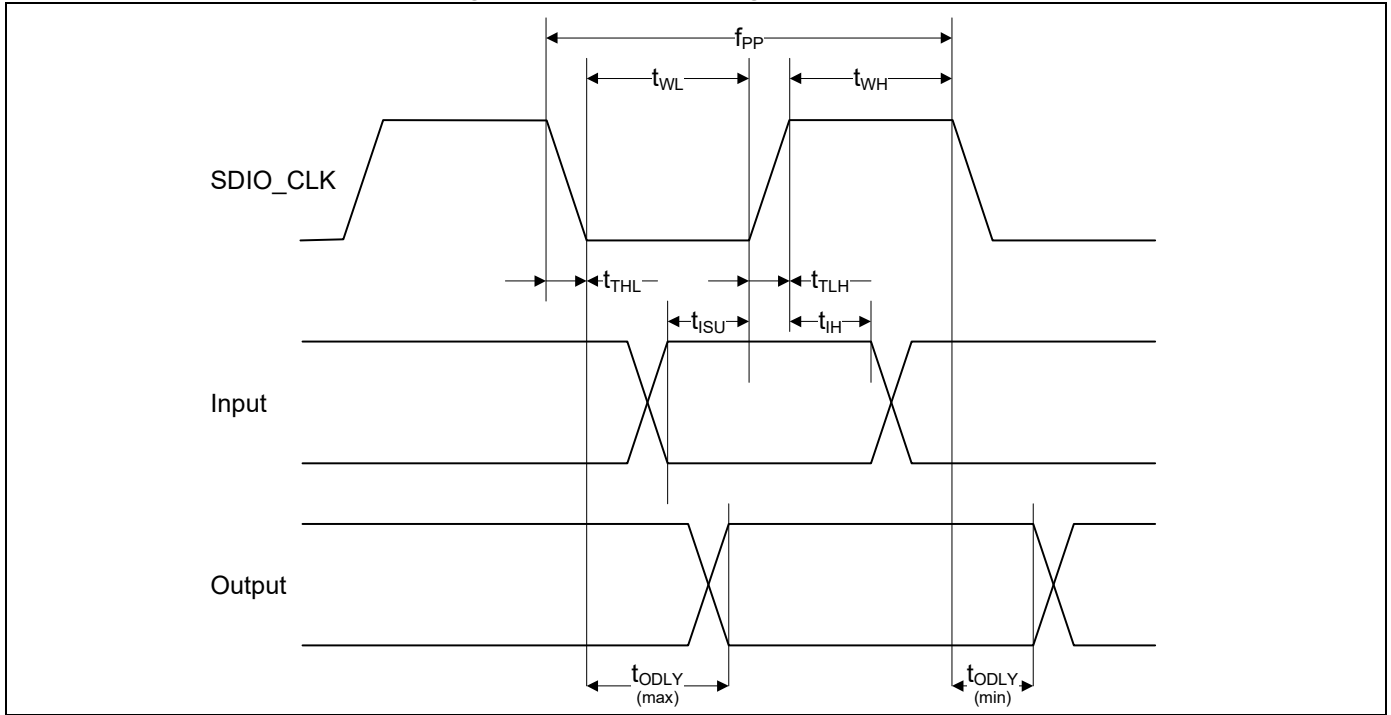 fPP
tWL
tWH
SDIO_CLK
tTHL
tTLH
tISU
tIH
Input
Output
tODLY
(max)
tODLY
(min)